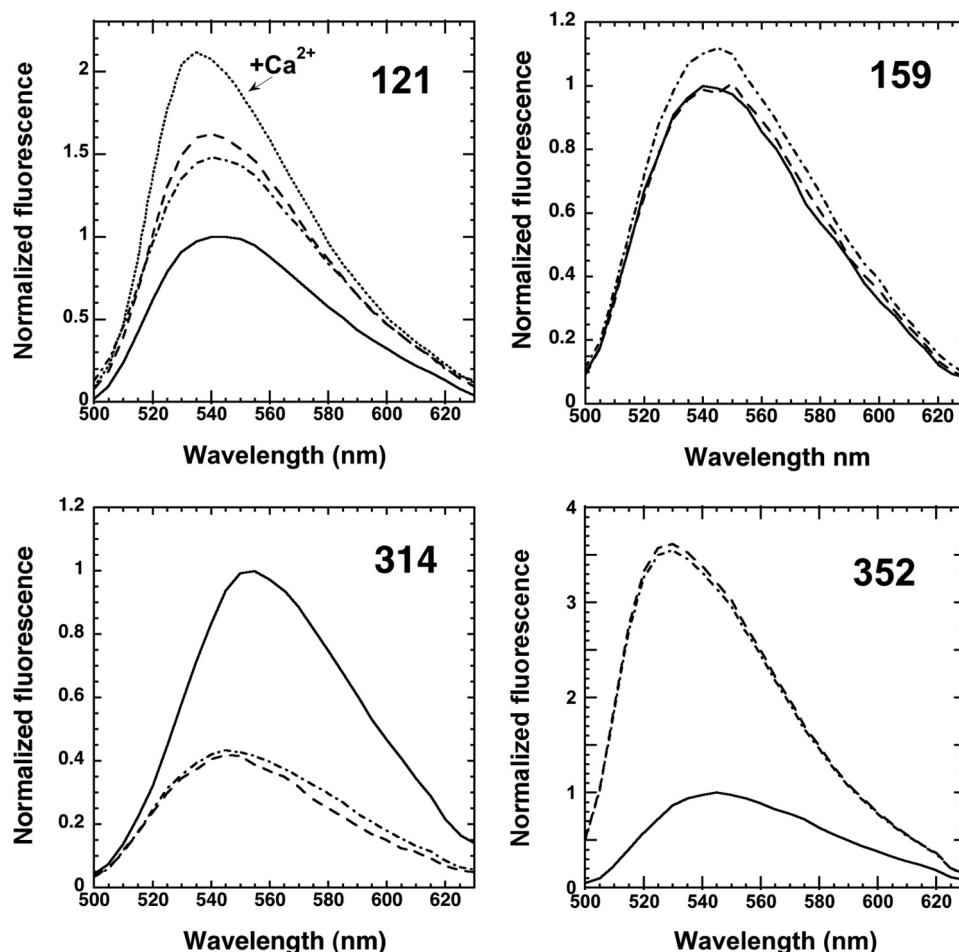 Normalized fluorescence
2
1.5
1
0.5
0
+Ca²⁺
121
500 520 540 560 580 600 620
Wavelength (nm)
Normalized fluorescence
1.2
1
0.8
0.6
0.4
0.2
0
159
500 520 540 560 580 600 620
Wavelength nm
Normalized fluorescence
1.2
1
0.8
0.6
0.4
0.2
0
314
500 520 540 560 580 600 620
Wavelength (nm)
Normalized fluorescence
4
3
2
1
0
352
500 520 540 560 580 600 620
Wavelength (nm)